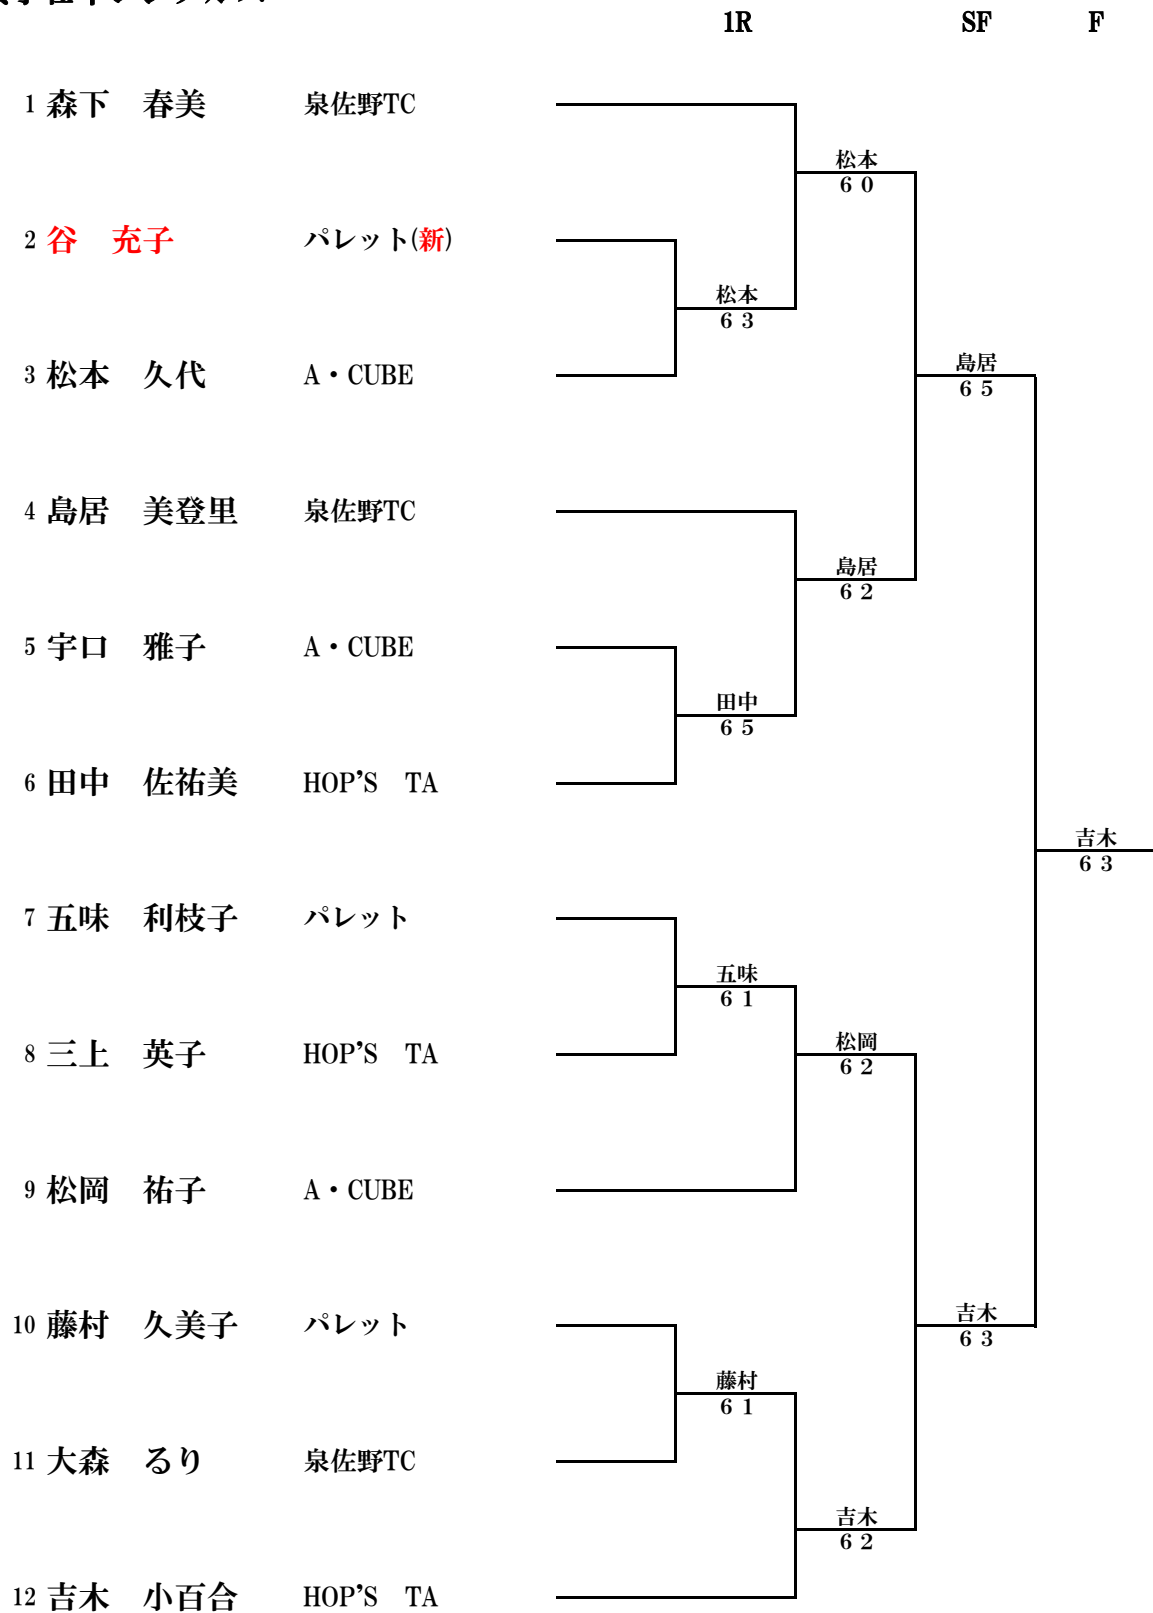 1R SF F
1 森下 春美 泉佐野TC
松本
6 0
2 谷 充子 パレット(新)
松本
6 3
3 松本 久代 A・CUBE
島居
6 5
4 島居 美登里 泉佐野TC
島居
6 2
5 宇口 雅子 A・CUBE
田中
6 5
6 田中 佐祐美 HOP'S TA
吉木
6 3
7 五味 利枝子 パレット
五味
6 1
松岡
6 2
8 三上 英子 HOP'S TA
9 松岡 祐子 A・CUBE
吉木
6 3
10 藤村 久美子 パレット
藤村
6 1
11 大森 るり 泉佐野TC
吉木
6 2
12 吉木 小百合 HOP'S TA